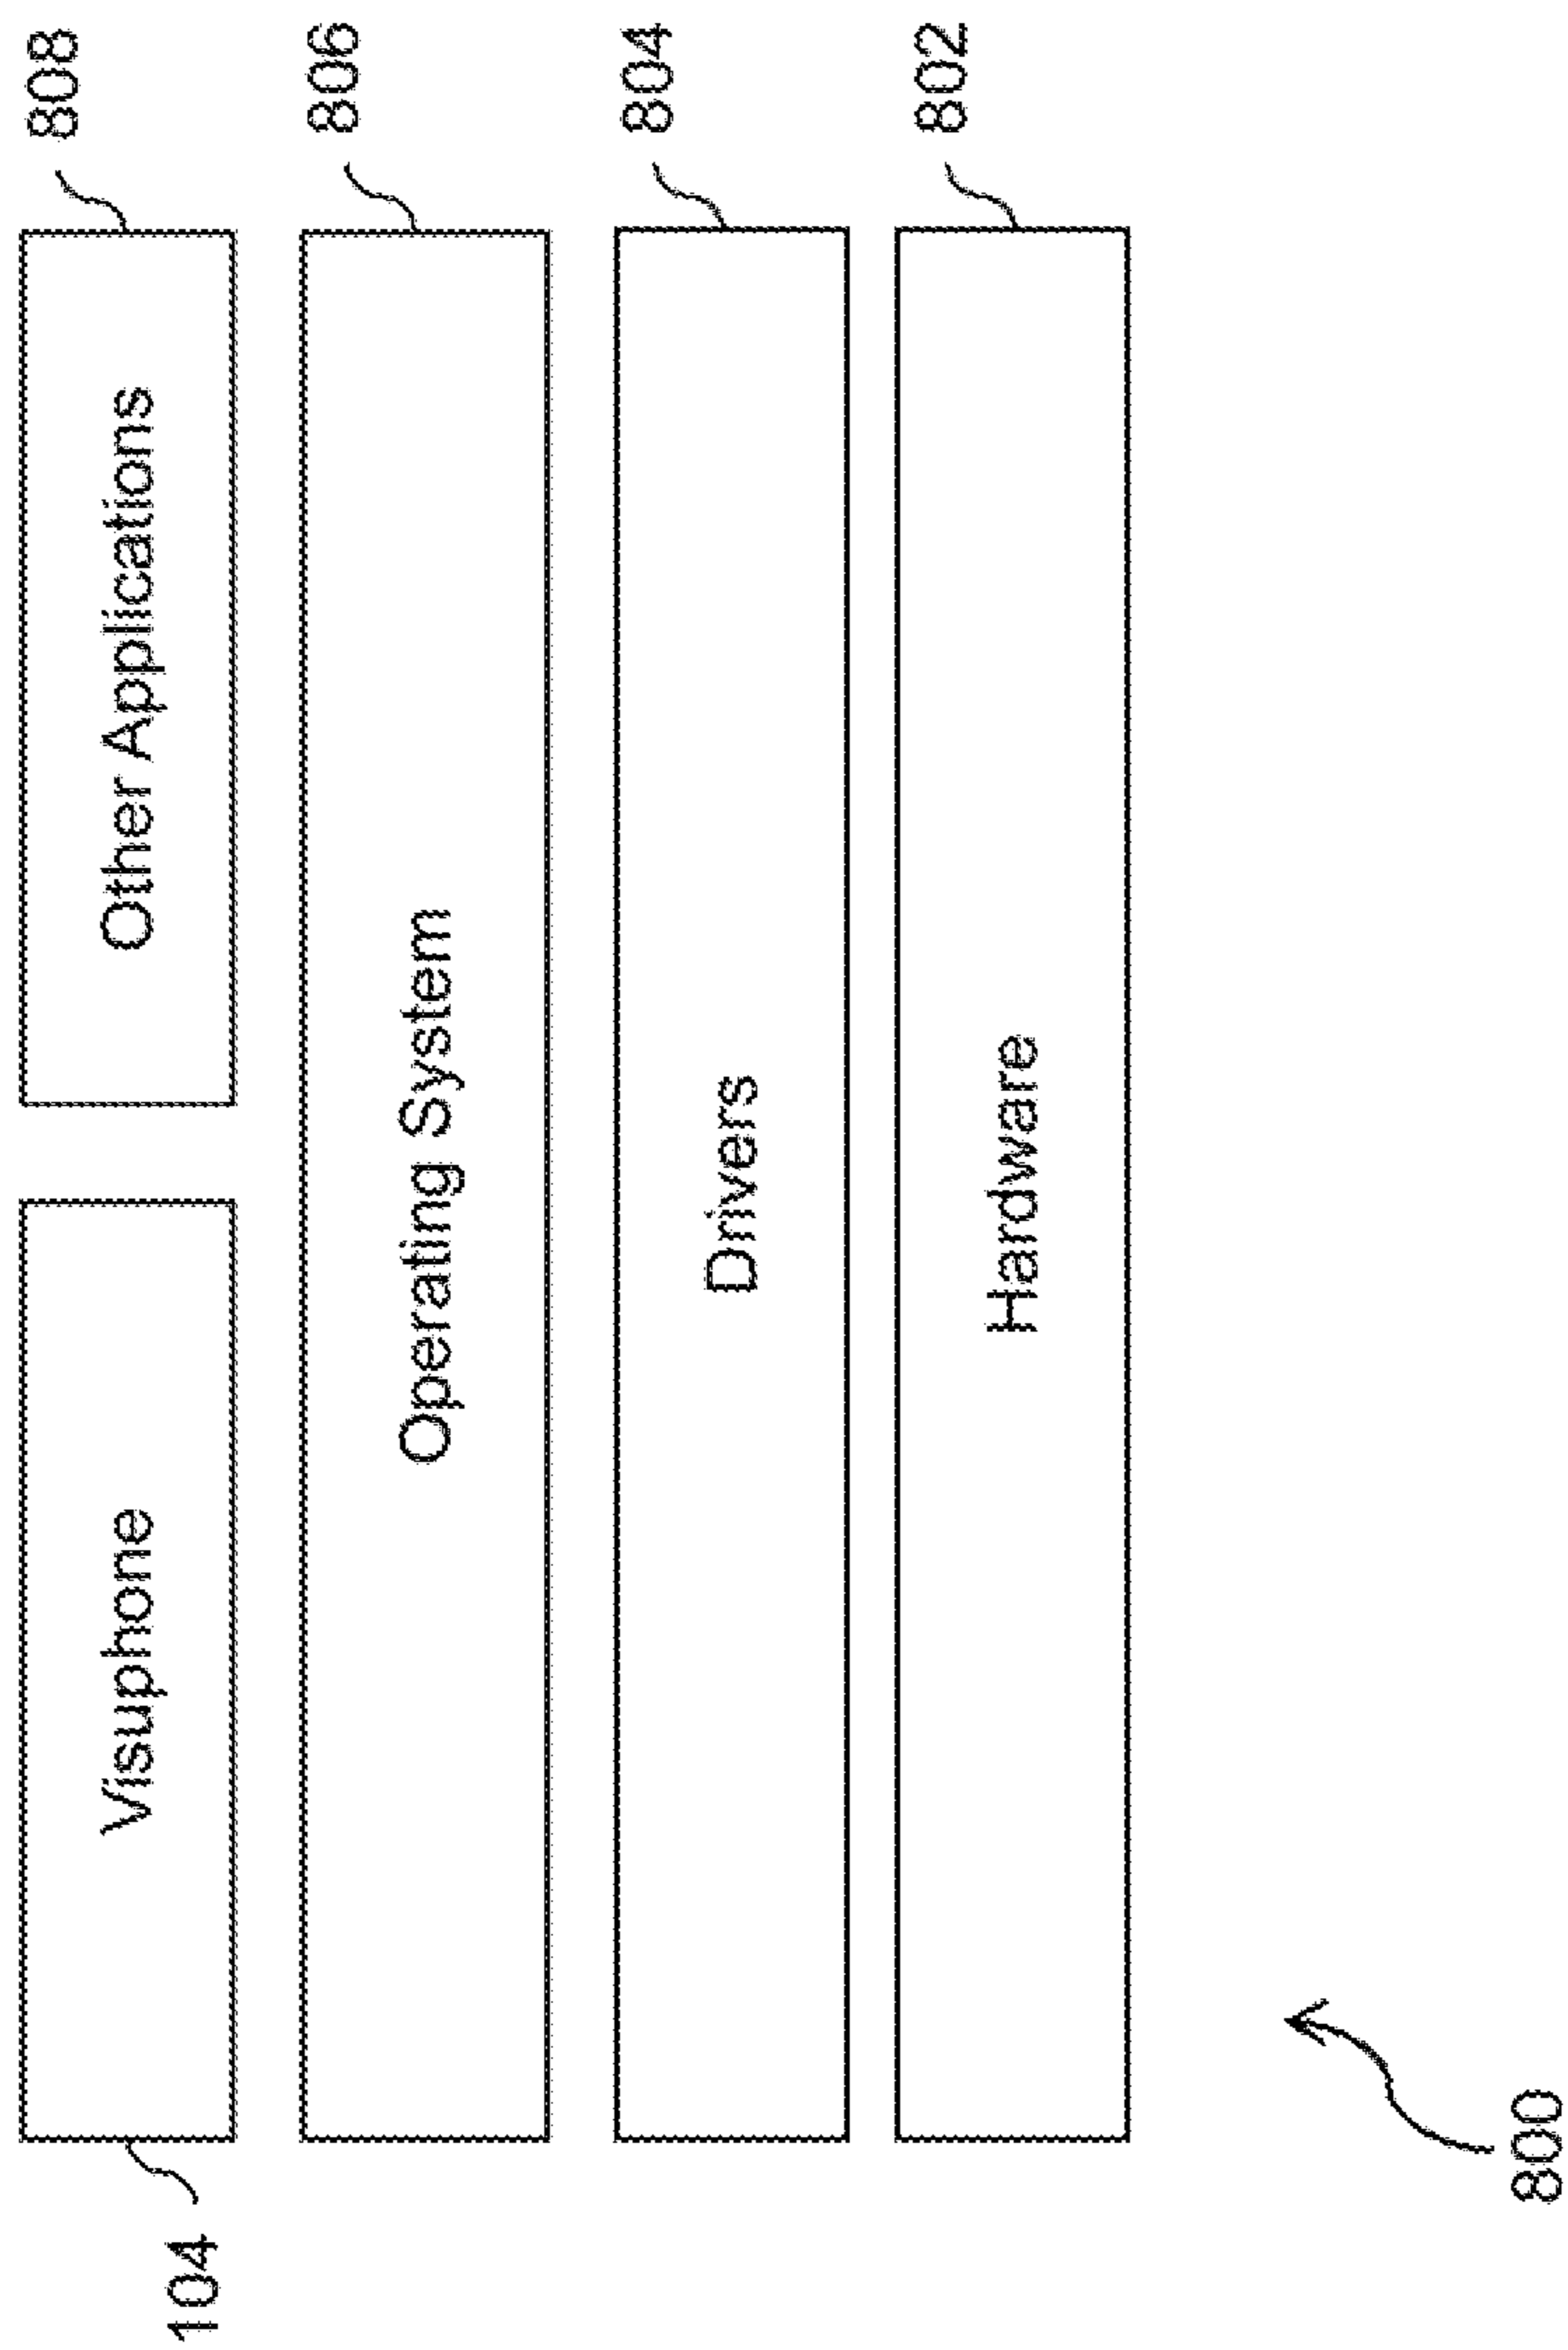 Visuphone
Other Applications
808
104
Operating System
806
Drivers
804
Hardware
802
800